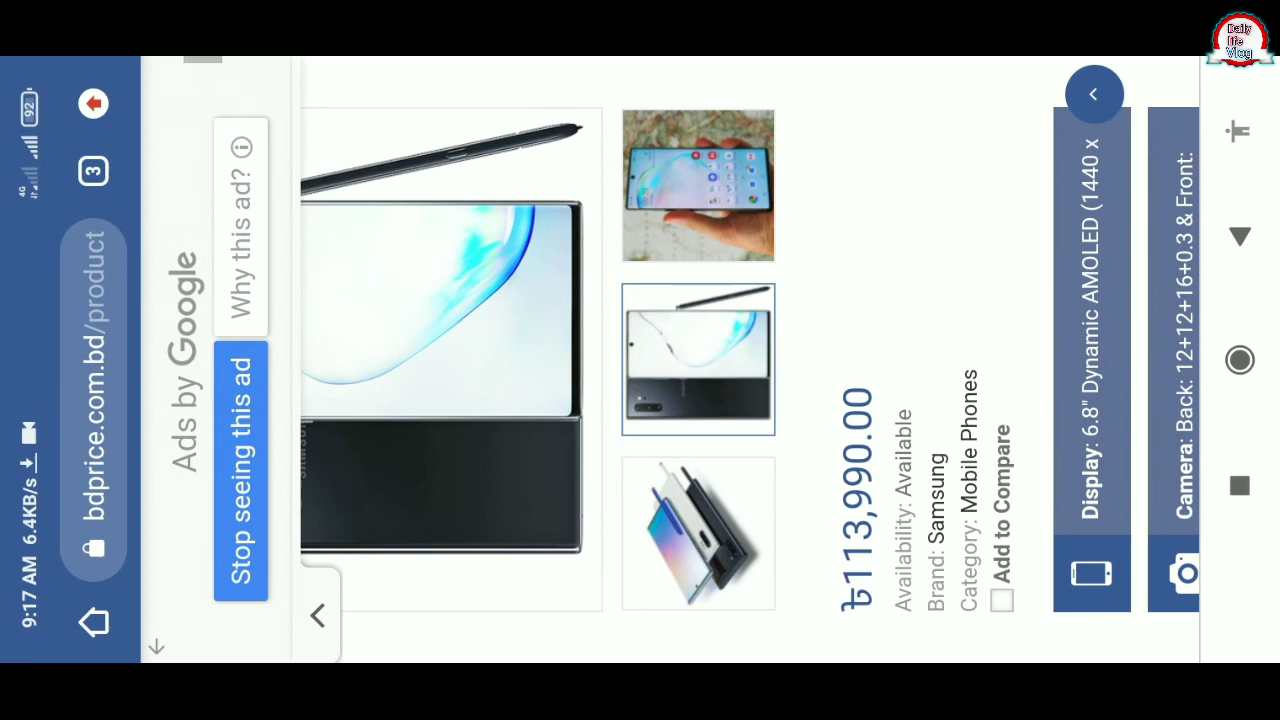 9:17 AM 6.4KB/s
4G
92
bdprice.com.bd/product
3
Ads by Google
Stop seeing this ad
Why this ad?
SAMSU
৳113,990.00
Availability: Available
Brand: Samsung
Category: Mobile Phones
Add to Compare
Display: 6.8" Dynamic AMOLED (1440 x
Camera: Back: 12+12+16+0.3 & Front:
Daily
life
Vlog